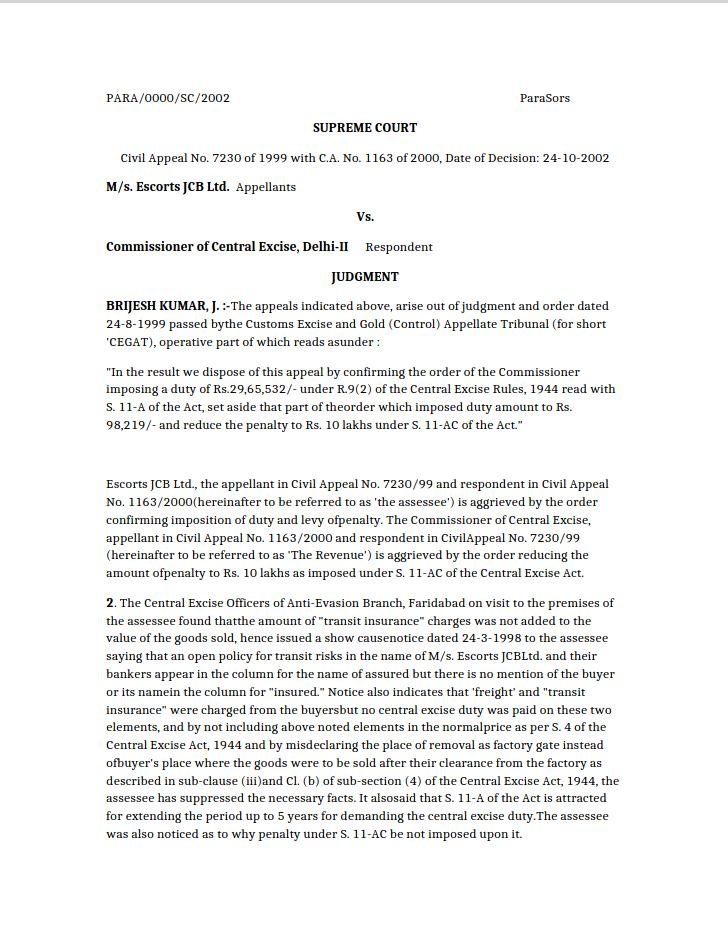 PARA/0000/SC/2002 ParaSors
SUPREME COURT
Civil Appeal No. 7230 of 1999 with C.A. No. 1163 of 2000, Date of Decision: 24-10-2002
M/s. Escorts JCB Ltd. Appellants
Vs.
Commissioner of Central Excise, Delhi-II Respondent
JUDGMENT
BRIJESH KUMAR, J. :-The appeals indicated above, arise out of judgment and order dated
24-8-1999 passed bythe Customs Excise and Gold (Control) Appellate Tribunal (for short
'CEGAT), operative part of which reads asunder :
"In the result we dispose of this appeal by confirming the order of the Commissioner
imposing a duty of Rs.29,65,532/- under R.9(2) of the Central Excise Rules, 1944 read with
S. 11-A of the Act, set aside that part of theorder which imposed duty amount to Rs.
98,219/- and reduce the penalty to Rs. 10 lakhs under S. 11-AC of the Act."
Escorts JCB Ltd., the appellant in Civil Appeal No. 7230/99 and respondent in Civil Appeal
No. 1163/2000(hereinafter to be referred to as 'the assessee') is aggrieved by the order
confirming imposition of duty and levy ofpenalty. The Commissioner of Central Excise,
appellant in Civil Appeal No. 1163/2000 and respondent in CivilAppeal No. 7230/99
(hereinafter to be referred to as 'The Revenue') is aggrieved by the order reducing the
amount ofpenalty to Rs. 10 lakhs as imposed under S. 11-AC of the Central Excise Act.
2. The Central Excise Officers of Anti-Evasion Branch, Faridabad on visit to the premises of
the assessee found thatthe amount of "transit insurance" charges was not added to the
value of the goods sold, hence issued a show causenotice dated 24-3-1998 to the assessee
saying that an open policy for transit risks in the name of M/s. Escorts JCBLtd. and their
bankers appear in the column for the name of assured but there is no mention of the buyer
or its namein the column for "insured." Notice also indicates that 'freight' and "transit
insurance" were charged from the buyersbut no central excise duty was paid on these two
elements, and by not including above noted elements in the normalprice as per S. 4 of the
Central Excise Act, 1944 and by misdeclaring the place of removal as factory gate instead
ofbuyer's place where the goods were to be sold after their clearance from the factory as
described in sub-clause (iii)and Cl. (b) of sub-section (4) of the Central Excise Act, 1944, the
assessee has suppressed the necessary facts. It alsosaid that S. 11-A of the Act is attracted
for extending the period up to 5 years for demanding the central excise duty.The assessee
was also noticed as to why penalty under S. 11-AC be not imposed upon it.